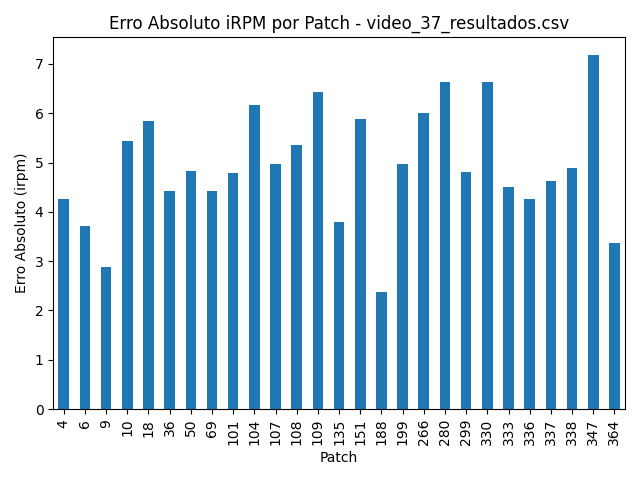 Erro Absoluto iRPM por Patch - video_37_resultados.csv
Erro Absoluto (irpm)
7
6
5
4
3
2
1
0
4 6 9 10 18 36 50 69 101 104 107 108 109 135 151 188 199 266 280 299 330 333 336 337 338 347 364
Patch